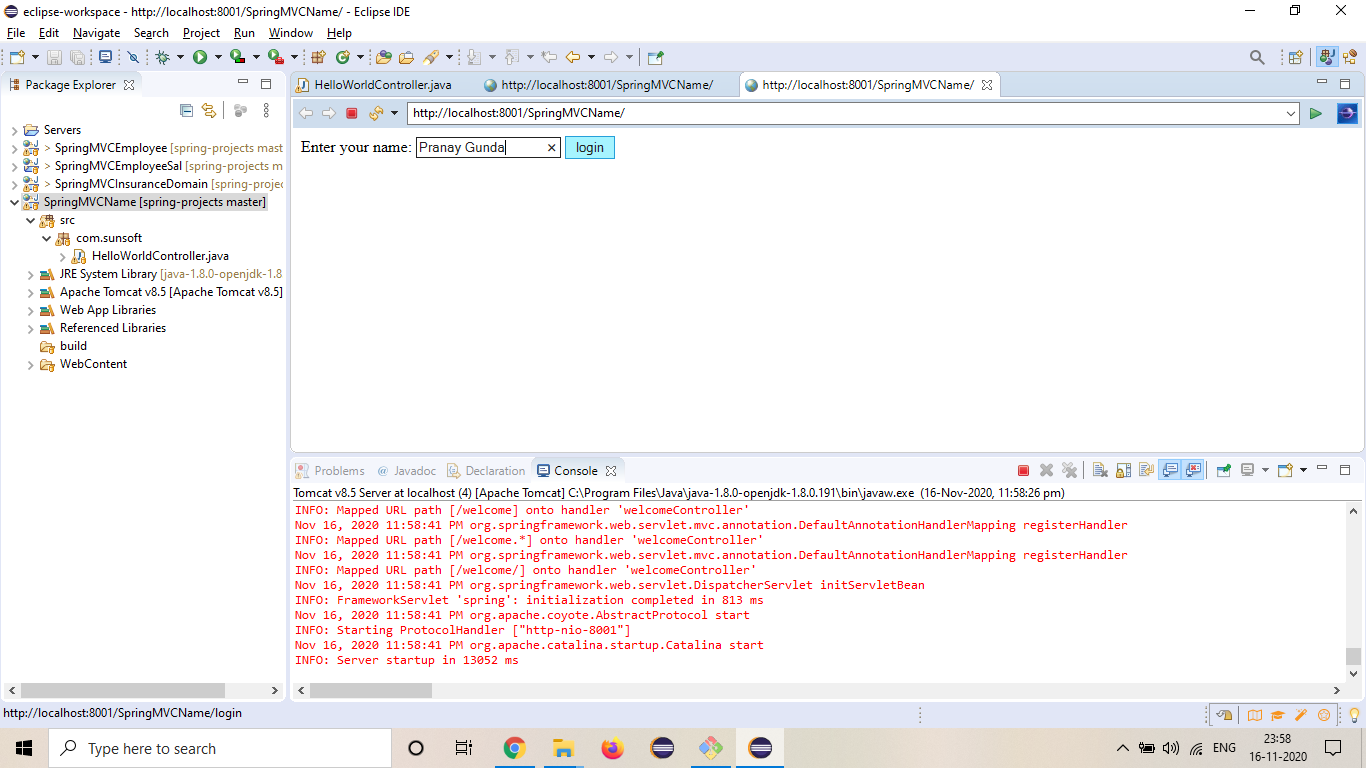 eclipse-workspace - http://localhost:8001/SpringMVCName/ - Eclipse IDE
File Edit Navigate Search Project Run Window Help
Package Explorer
Servers
> SpringMVCEmployee [spring-projects mast
> SpringMVCEmployeeSal [spring-projects m
> SpringMVCInsuranceDomain [spring-projec
SpringMVCName [spring-projects master]
src
com.sunsoft
HelloWorldController.java
JRE System Library [java-1.8.0-openjdk-1.8
Apache Tomcat v8.5 [Apache Tomcat v8.5]
Web App Libraries
Referenced Libraries
build
WebContent
HelloWorldController.java http://localhost:8001/SpringMVCName/ http://localhost:8001/SpringMVCName/
http://localhost:8001/SpringMVCName/
Enter your name: Pranay Gunda login
Problems @ Javadoc Declaration Console
Tomcat v8.5 Server at localhost (4) [Apache Tomcat] C:\Program Files\Java\java-1.8.0-openjdk-1.8.0.191\bin\javaw.exe (16-Nov-2020, 11:58:26 pm)
INFO: Mapped URL path [/welcome] onto handler 'welcomeController'
Nov 16, 2020 11:58:41 PM org.springframework.web.servlet.mvc.annotation.DefaultAnnotationHandlerMapping registerHandler
INFO: Mapped URL path [/welcome.*] onto handler 'welcomeController'
Nov 16, 2020 11:58:41 PM org.springframework.web.servlet.mvc.annotation.DefaultAnnotationHandlerMapping registerHandler
INFO: Mapped URL path [/welcome/] onto handler 'welcomeController'
Nov 16, 2020 11:58:41 PM org.springframework.web.servlet.DispatcherServlet initServletBean
INFO: FrameworkServlet 'spring': initialization completed in 813 ms
Nov 16, 2020 11:58:41 PM org.apache.coyote.AbstractProtocol start
INFO: Starting ProtocolHandler ["http-nio-8001"]
Nov 16, 2020 11:58:41 PM org.apache.catalina.startup.Catalina start
INFO: Server startup in 13052 ms
http://localhost:8001/SpringMVCName/login
Type here to search
ENG
23:58
16-11-2020